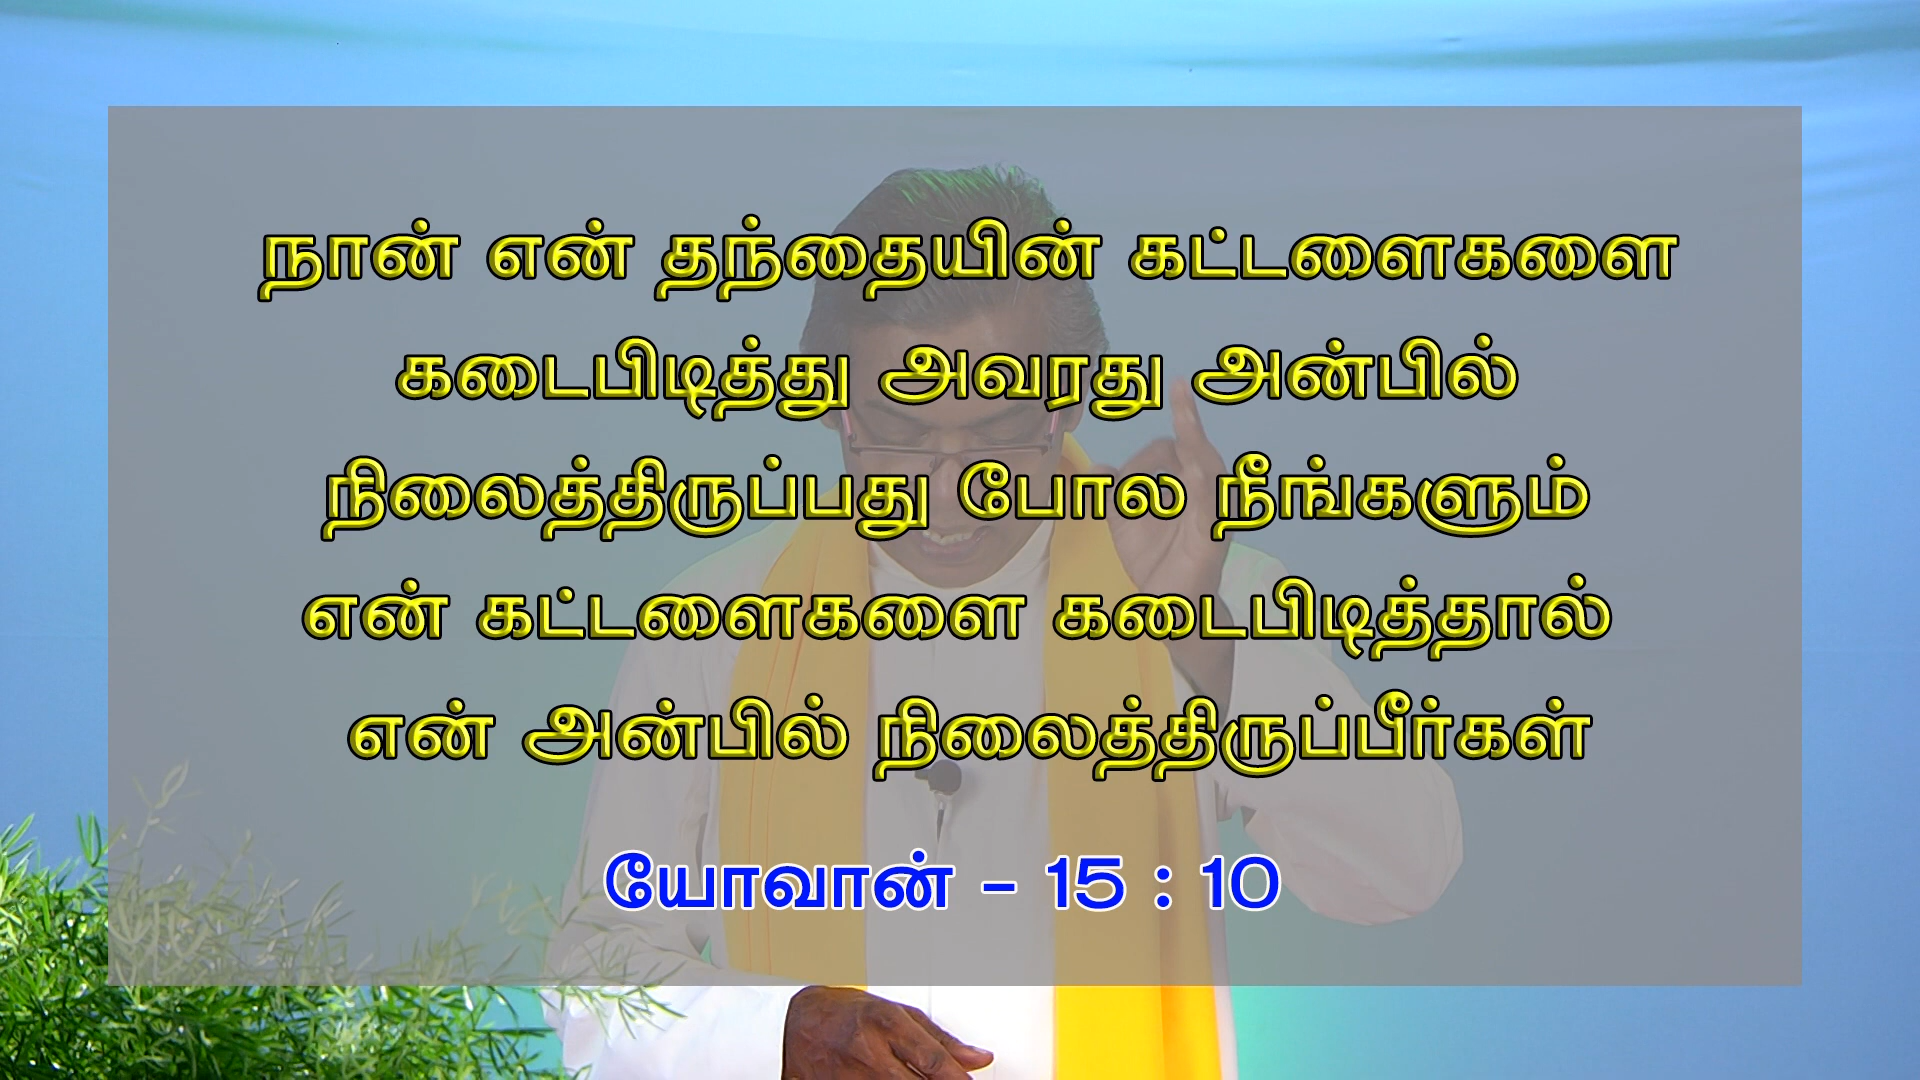 நான் என் தந்தையின் கட்டளைகளை
கடைபிடித்து அவரது அன்பில்
நிலைத்திருப்பது போல நீங்களும்
என் கட்டளைகளை கடைபிடித்தால்
என் அன்பில் நிலைத்திருப்பீர்கள்
யோவான் - 15 : 10